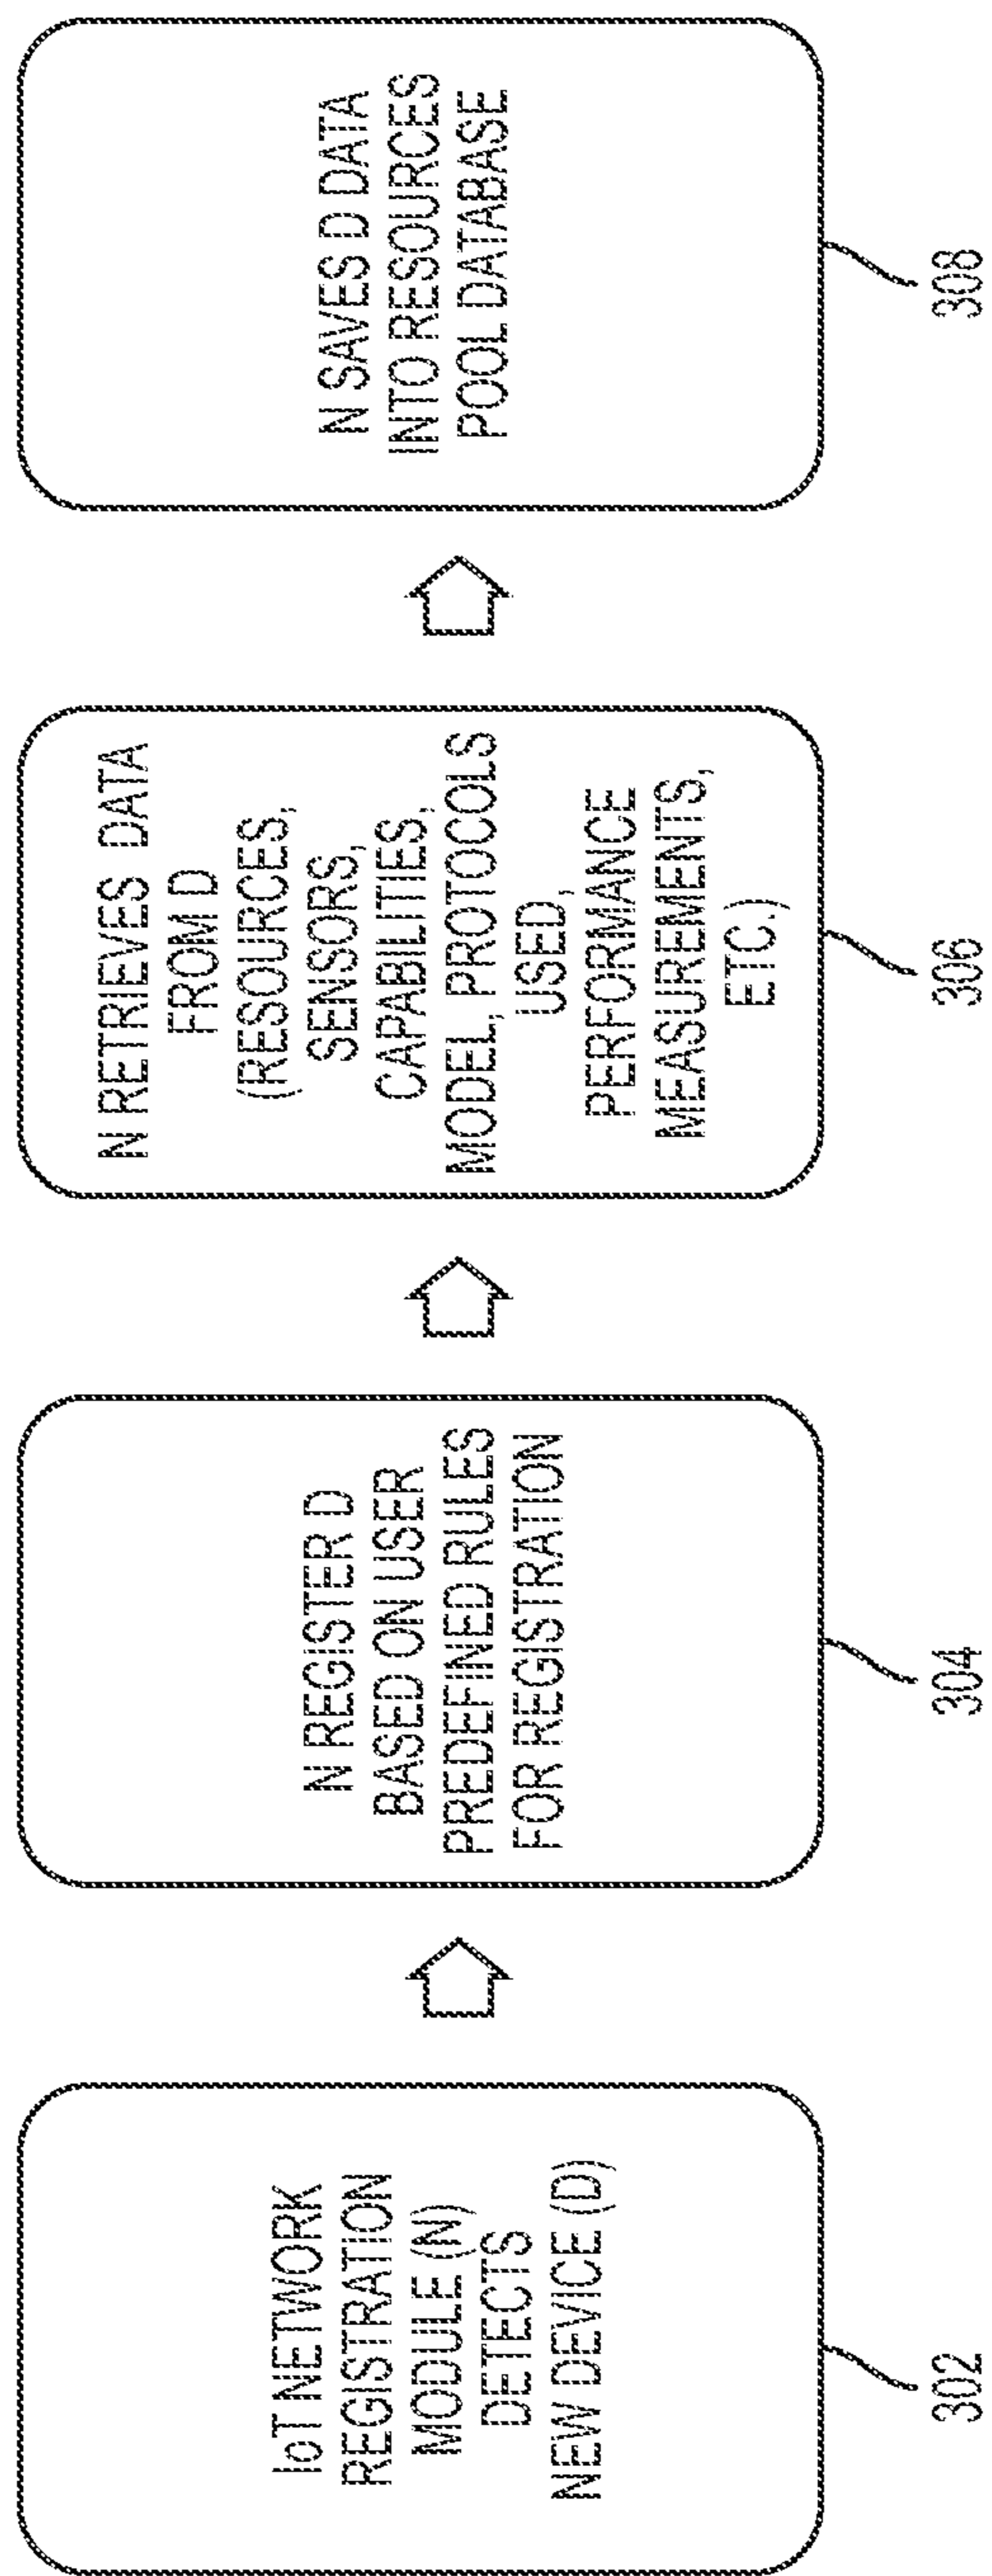 IoT NETWORK
REGISTRATION
MODULE (N)
DETECTS
NEW DEVICE (D)
302
N REGISTER D
BASED ON USER
PREDEFINED RULES
FOR REGISTRATION
304
N RETRIEVES DATA
FROM D
(RESOURCES,
SENSORS,
CAPABILITIES,
MODEL, PROTOCOLS
USED,
PERFORMANCE
MEASUREMENTS,
ETC.)
306
N SAVES D DATA
INTO RESOURCES
POOL DATABASE
308